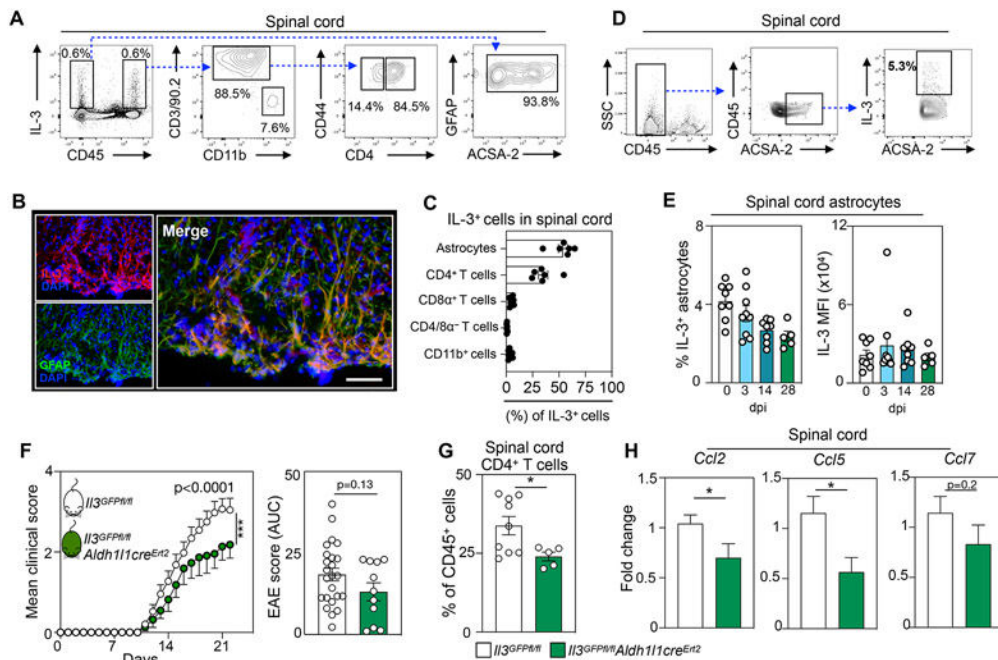 A
Spinal cord
0.6%
0.6%
IL-3
CD45
CD3/90.2
88.5%
7.6%
CD11b
CD44
14.4%
84.5%
CD4
GFAP
93.8%
ACSA-2
D
Spinal cord
SSC
CD45
CD45
ACSA-2
5.3%
IL-3
ACSA-2
B
IL-3
DAPI
GFAP
DAPI
Merge
C
IL-3⁺ cells in spinal cord
Astrocytes
CD4⁺ T cells
CD8α⁺ T cells
CD4/8α⁻ T cells
CD11b⁺ cells
0
50
100
(%) of IL-3⁺ cells
E
Spinal cord astrocytes
% IL-3⁺ astrocytes
8
4
0
0 3 14 28
dpi
IL-3 MFI (x10⁴)
12
6
0
0 3 14 28
dpi
F
Mean clinical score
4
2
0
Il3ᴳᶠᴾᶠˡ/ᶠˡ
Il3ᴳᶠᴾᶠˡ/ᶠˡ
Aldh1l1creᴱʳᵗ²
p<0.0001
***
0 7 14 21
Days
EAE score (AUC)
50
25
0
p=0.13
G
Spinal cord
CD4⁺ T cells
% of CD45⁺ cells
50
25
0
*
H
Spinal cord
Ccl2
Ccl5
Ccl7
Fold change
1.5
1
0.5
0
*
1.5
1
0.5
0
*
1.5
1
0.5
0
p=0.2
Il3ᴳᶠᴾᶠˡ/ᶠˡ
Il3ᴳᶠᴾᶠˡ/ᶠˡAldh1l1creᴱʳᵗ²